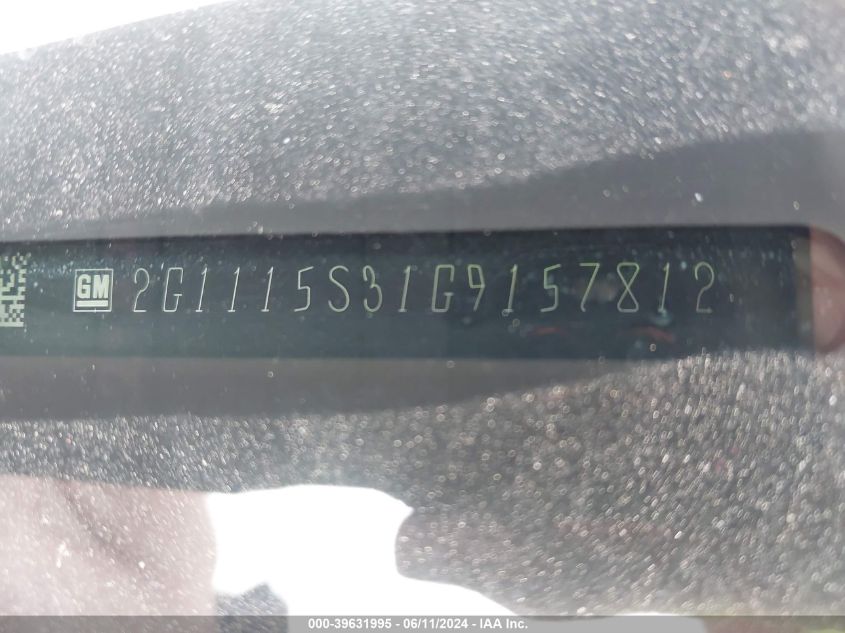 GM 2G1115S31G9157812
000-39631995 - 06/11/2024 - IAA Inc.